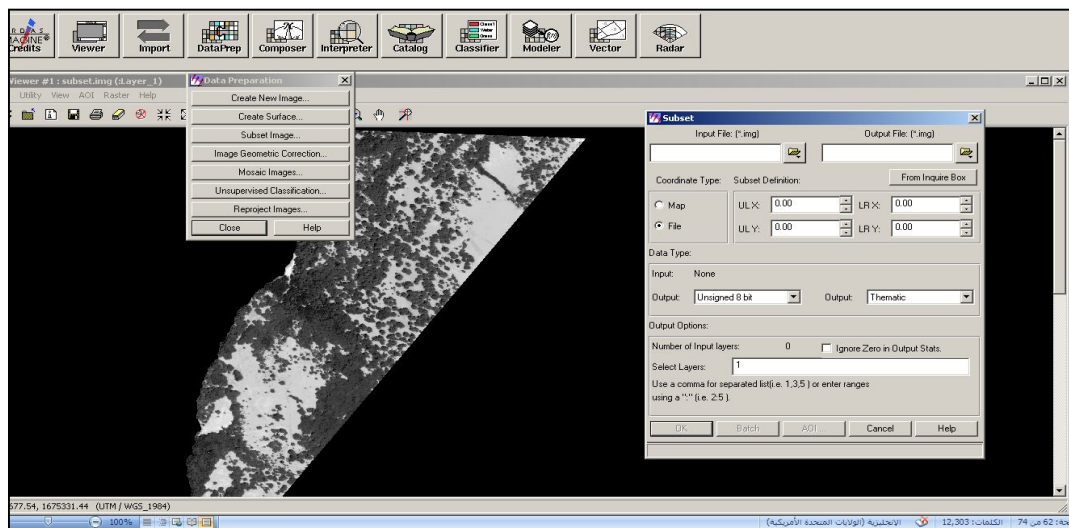 RDAS
MAGINE®
Credits
Viewer
Import
DataPrep
Composer
Interpreter
Catalog
Class1
Water
Classifier
Modeler
Vector
Radar
Viewer #1 : subset.img (:Layer_1)
Utility View AOI Raster Help
Data Preparation
Create New Image...
Create Surface...
Subset Image...
Image Geometric Correction...
Mosaic Images...
Unsupervised Classification...
Reproject Images...
Close Help
Subset
Input File: (*.img) Output File: (*.img)
Coordinate Type: Subset Definition: From Inquire Box
Map UL X: 0.00 LR X: 0.00
File UL Y: 0.00 LR Y: 0.00
Data Type:
Input: None
Output: Unsigned 8 bit Output: Thematic
Output Options:
Number of Input layers: 0 Ignore Zero in Output Stats.
Select Layers: 1
Use a comma for separated list(i.e. 1,3,5 ) or enter ranges
using a ":" (i.e. 2:5 ).
OK Batch AOI ... Cancel Help
677.54, 1675331.44 (UTM / WGS_1984)
100% الانجليزية (الولايات المتحدة الأمريكية) الكلمات: 12,303 62 من 74